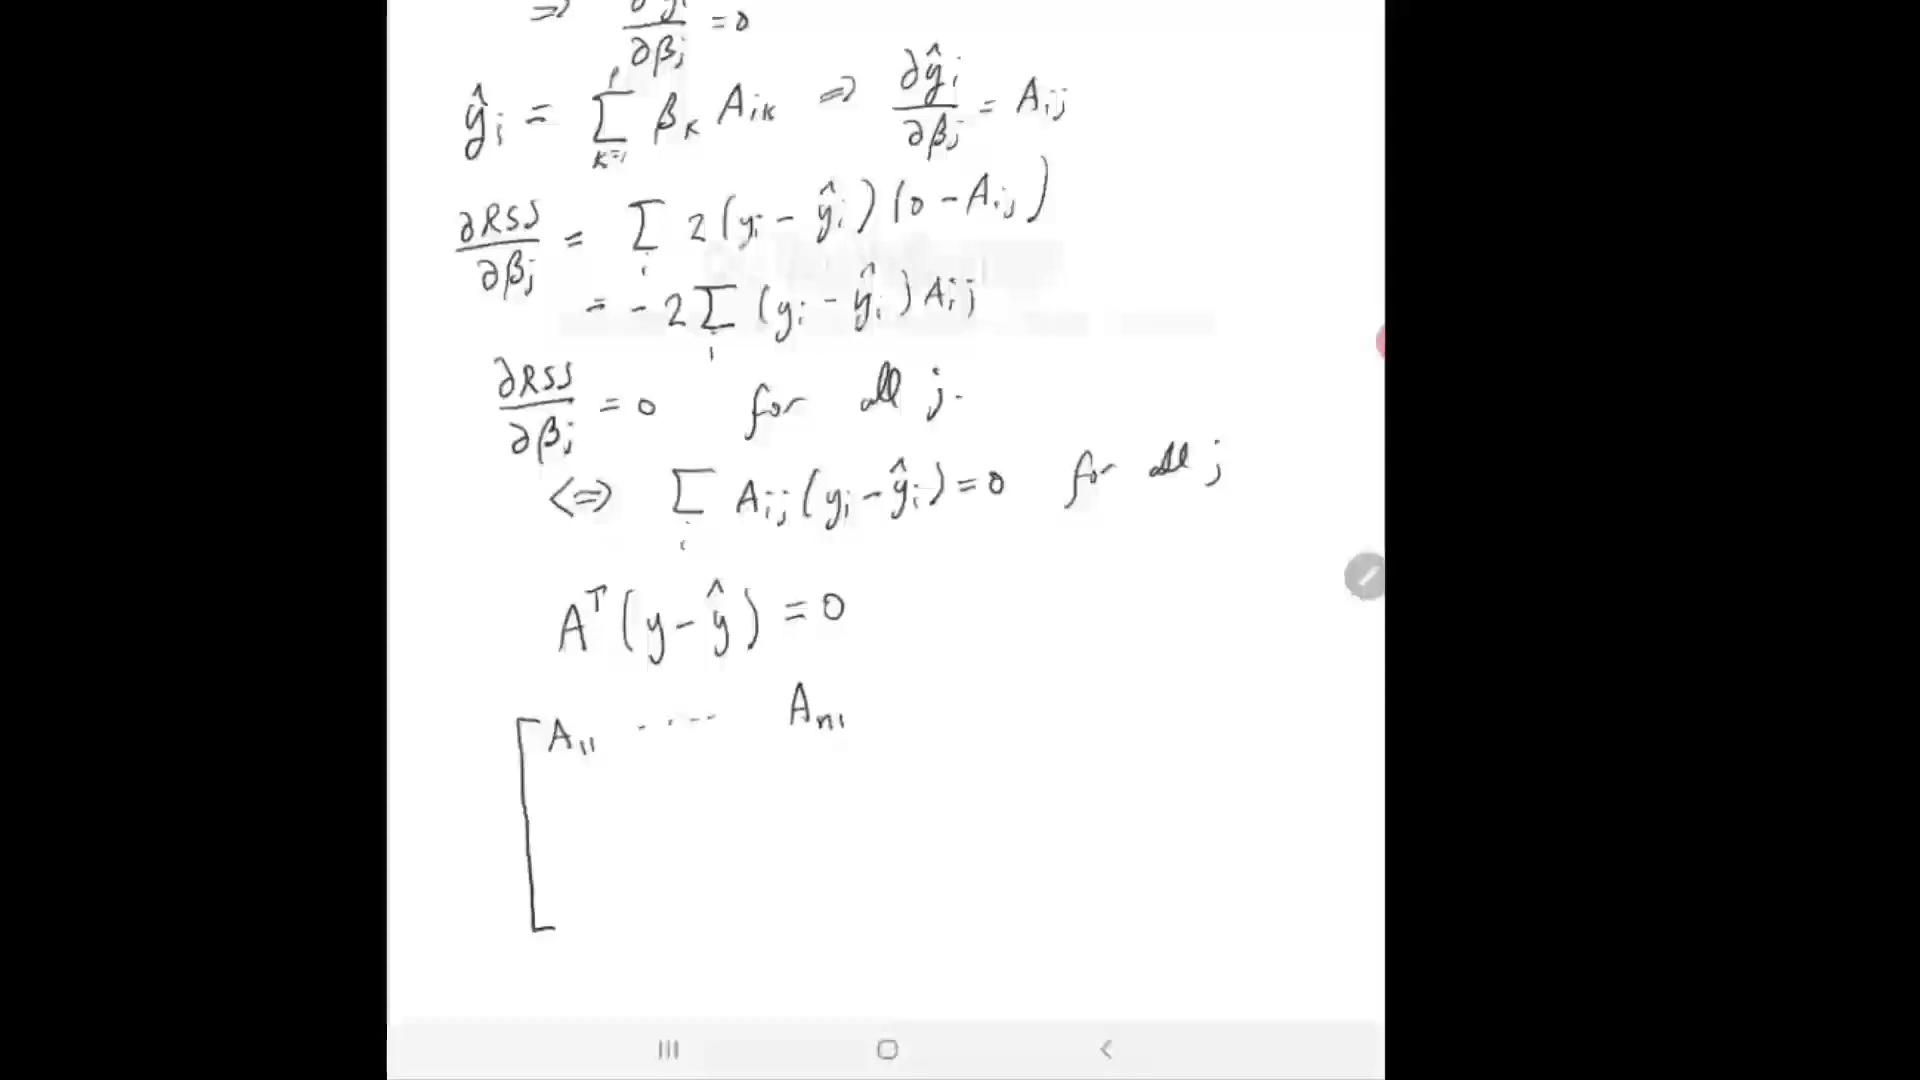 ⇒ ∂yᵢ/∂βⱼ = 0
ŷᵢ = Σₖ₌₁ᵖ βₖ Aᵢₖ ⇒ ∂ŷᵢ/∂βⱼ = Aᵢⱼ
∂RSS/∂βⱼ = Σᵢ 2(yᵢ - ŷᵢ)(0 - Aᵢⱼ)
= -2 Σᵢ (yᵢ - ŷᵢ) Aᵢⱼ
∂RSS/∂βⱼ = 0 for all j.
<=> Σᵢ Aᵢⱼ(yᵢ - ŷᵢ) = 0 for all j
Aᵀ(y - ŷ) = 0
[A₁₁ ..... Aₙ₁